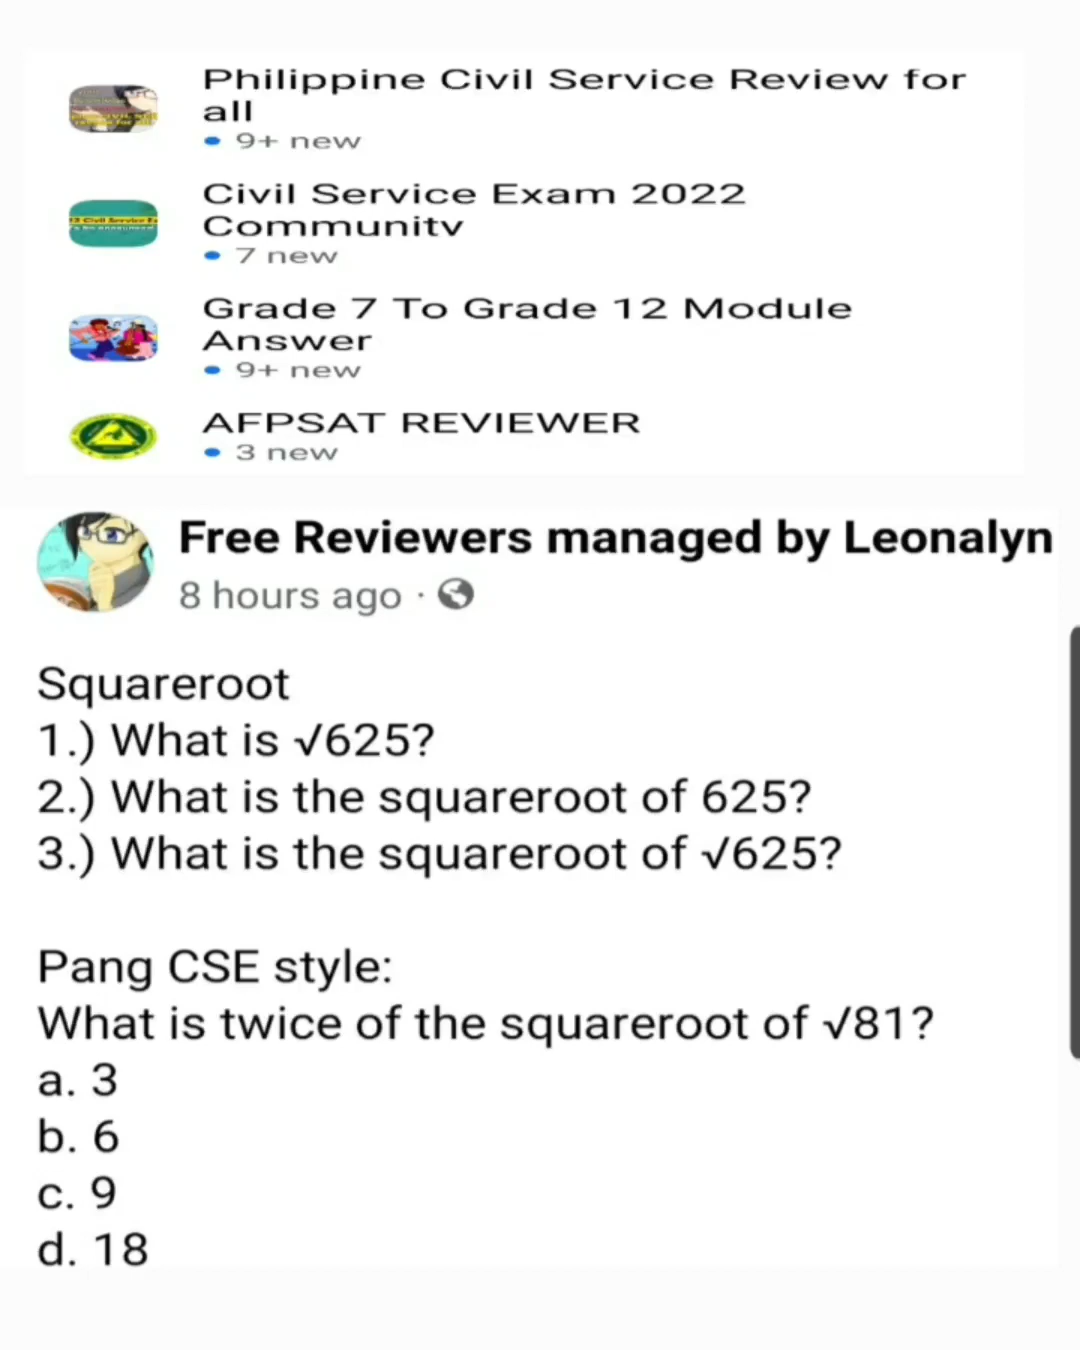 Philippine Civil Service Review for
all
9+ new
Civil Service Exam 2022
Community
7 new
Grade 7 To Grade 12 Module
Answer
9+ new
AFPSAT REVIEWER
3 new
Free Reviewers managed by Leonalyn
8 hours ago ·
Squareroot
1.) What is √625?
2.) What is the squareroot of 625?
3.) What is the squareroot of √625?
Pang CSE style:
What is twice of the squareroot of √81?
a. 3
b. 6
c. 9
d. 18